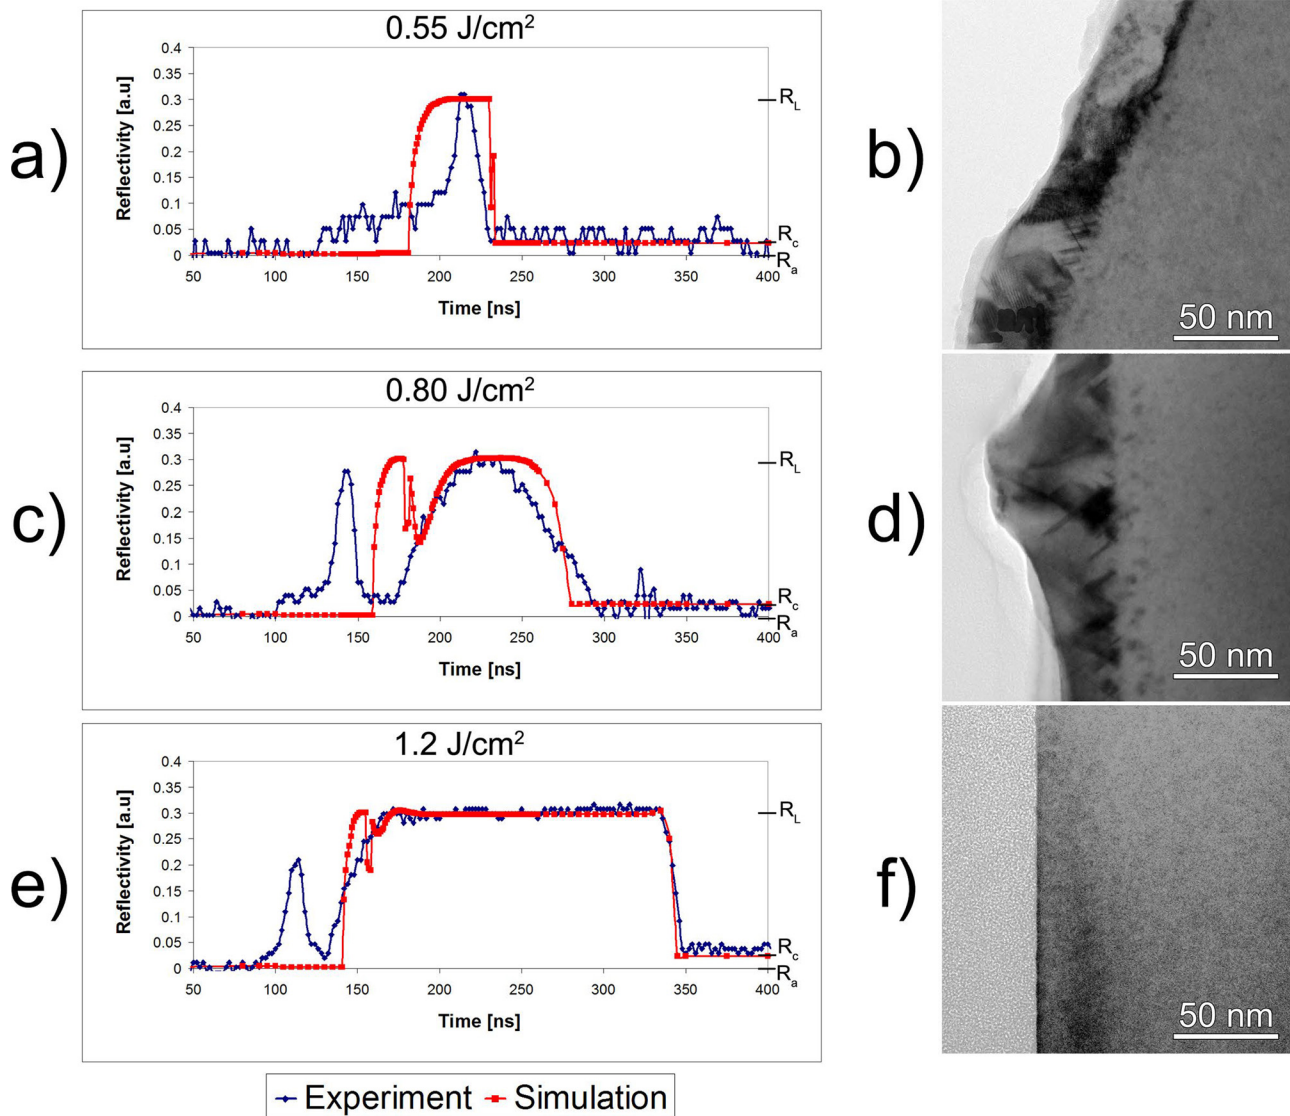 a)
0.55 J/cm²
Reflectivity [a.u]
0.4
0.35
0.3
0.25
0.2
0.15
0.1
0.05
0
50 100 150 200 250 300 350 400
Time [ns]
R_L
R_c
R_a
b)
50 nm
c)
0.80 J/cm²
Reflectivity [a.u]
0.4
0.35
0.3
0.25
0.2
0.15
0.1
0.05
0
50 100 150 200 250 300 350 400
Time [ns]
R_L
R_c
R_a
d)
50 nm
e)
1.2 J/cm²
Reflectivity [a.u]
0.4
0.35
0.3
0.25
0.2
0.15
0.1
0.05
0
50 100 150 200 250 300 350 400
Time [ns]
R_L
R_c
R_a
f)
50 nm
Experiment Simulation